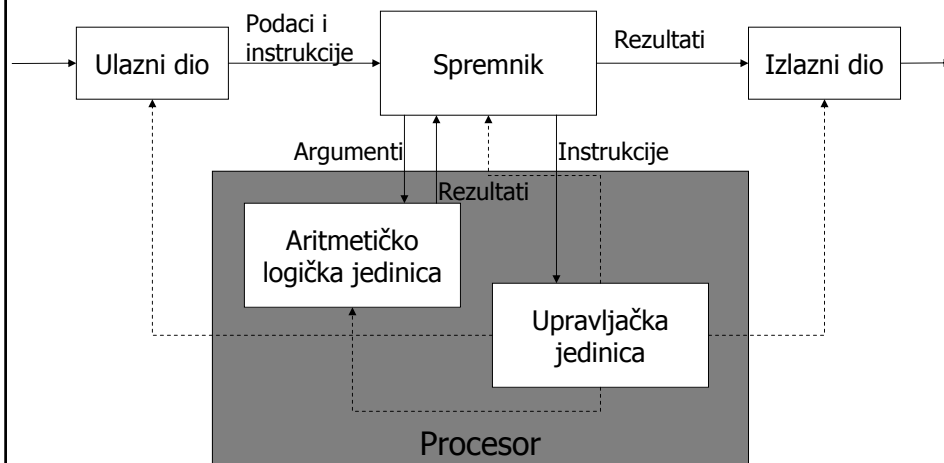 Podaci i
instrukcije
Ulazni dio
Spremnik
Rezultati
Izlazni dio
Argumenti
Instrukcije
Rezultati
Aritmetičko
logička jedinica
Upravljačka
jedinica
Procesor